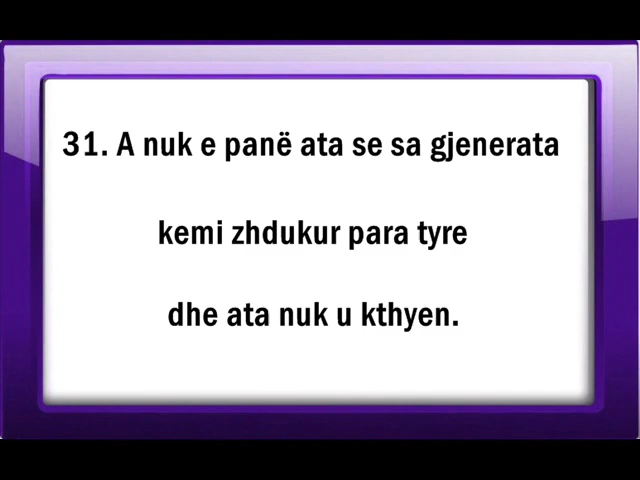 31. A nuk e panë ata se sa gjenerata
kemi zhdukur para tyre
dhe ata nuk u kthyen.